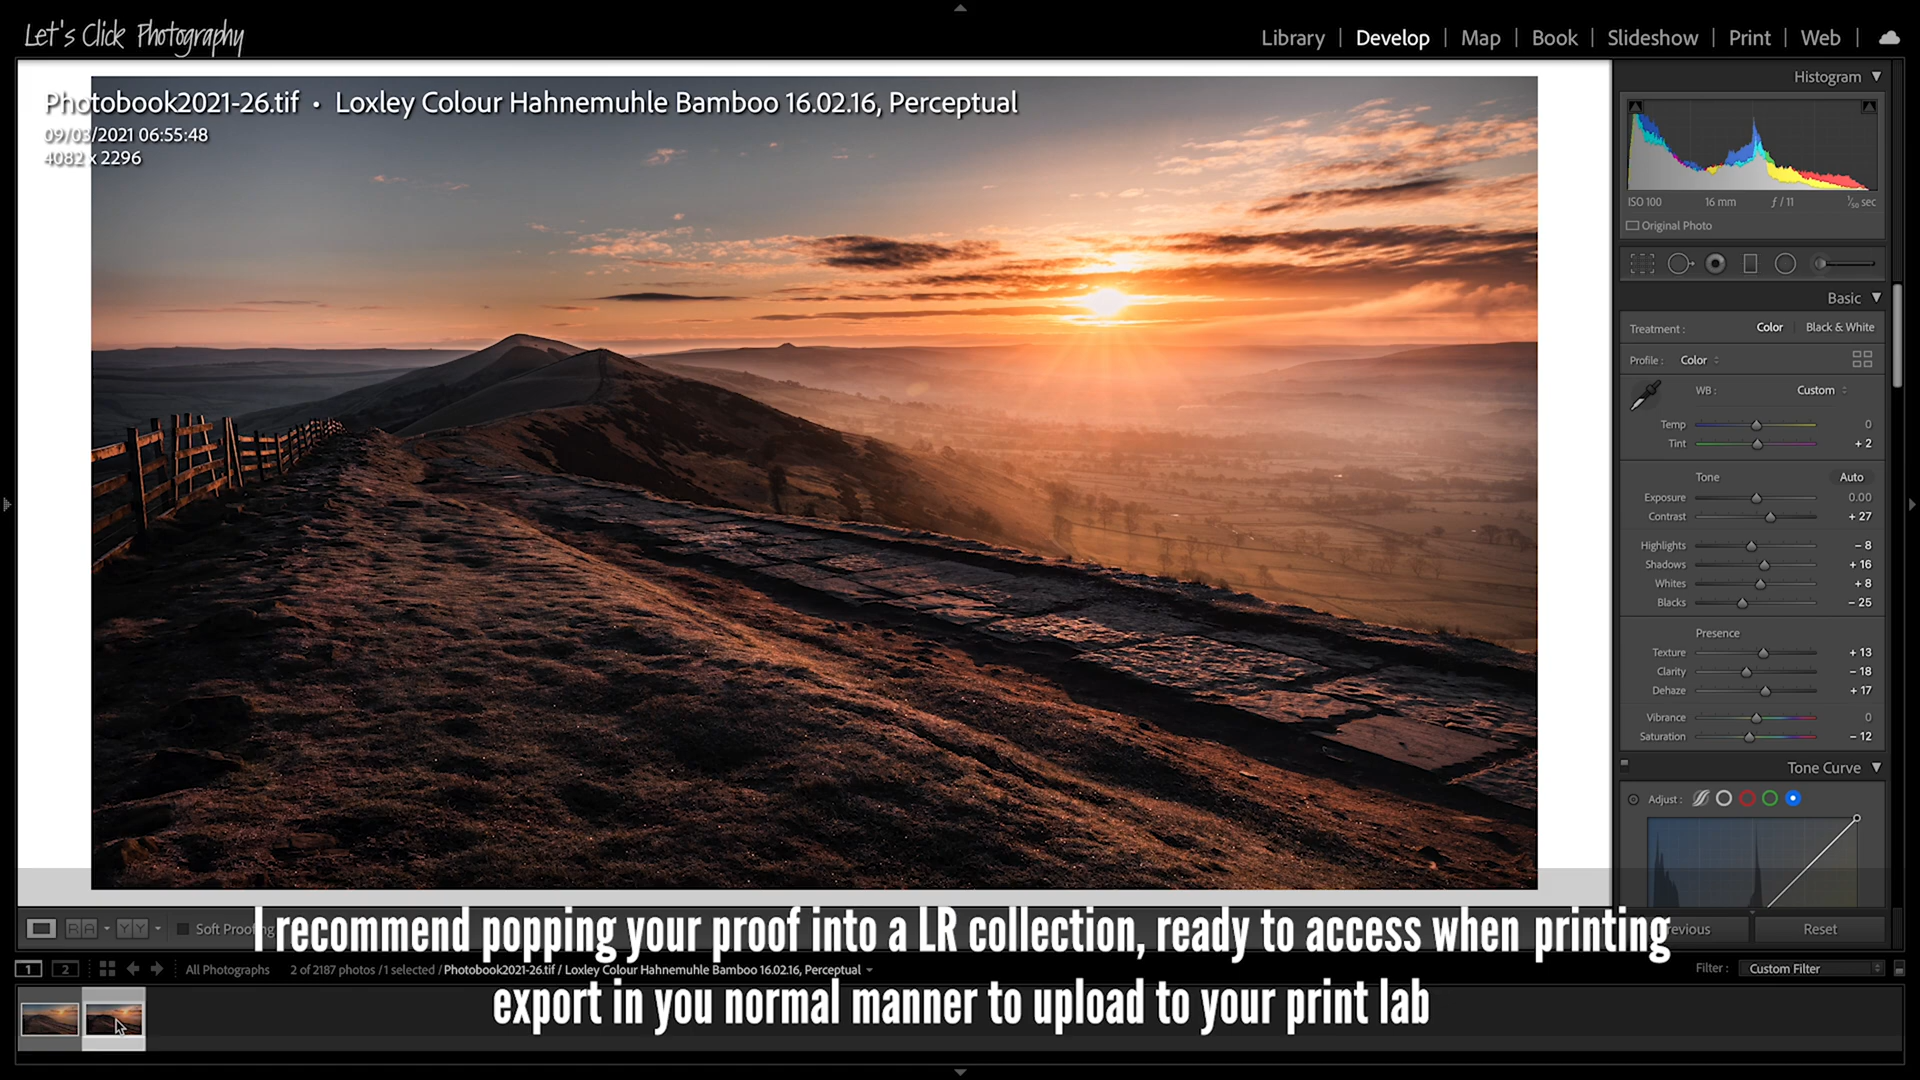 Let's Click Photography
Library | Develop | Map | Book | Slideshow | Print | Web |
Photobook2021-26.tif • Loxley Colour Hahnemuhle Bamboo 16.02.16, Perceptual
09/03/2021 06:55:48
4082 x 2296
Histogram
ISO 100 16 mm ƒ / 11 1/50 sec
Original Photo
Basic
Treatment : Color Black & White
Profile : Color
WB : Custom
Temp 0
Tint + 2
Tone Auto
Exposure 0.00
Contrast + 27
Highlights – 8
Shadows + 16
Whites + 8
Blacks – 25
Presence
Texture + 13
Clarity – 18
Dehaze + 17
Vibrance 0
Saturation – 12
Tone Curve
Adjust :
R A Y Y Soft Proofing
Reset
I recommend popping your proof into a LR collection, ready to access when printing
export in you normal manner to upload to your print lab
1 2 All Photographs 2 of 2187 photos / 1 selected / Photobook2021-26.tif / Loxley Colour Hahnemuhle Bamboo 16.02.16, Perceptual
Filter : Custom Filter